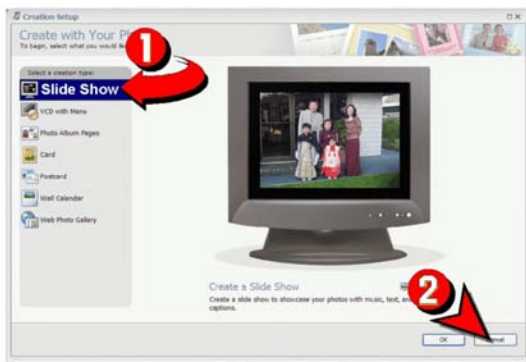 Creation Setup
Create with Your
To begin, select what you would
1
Select a creation type:
Slide Show
VCD with Menu
Photo Album Pages
Card
Postcard
Wall Calendar
Web Photo Gallery
Create a Slide Show
Create a slide show to showcase your photos with music, text, and
captions.
2
OK